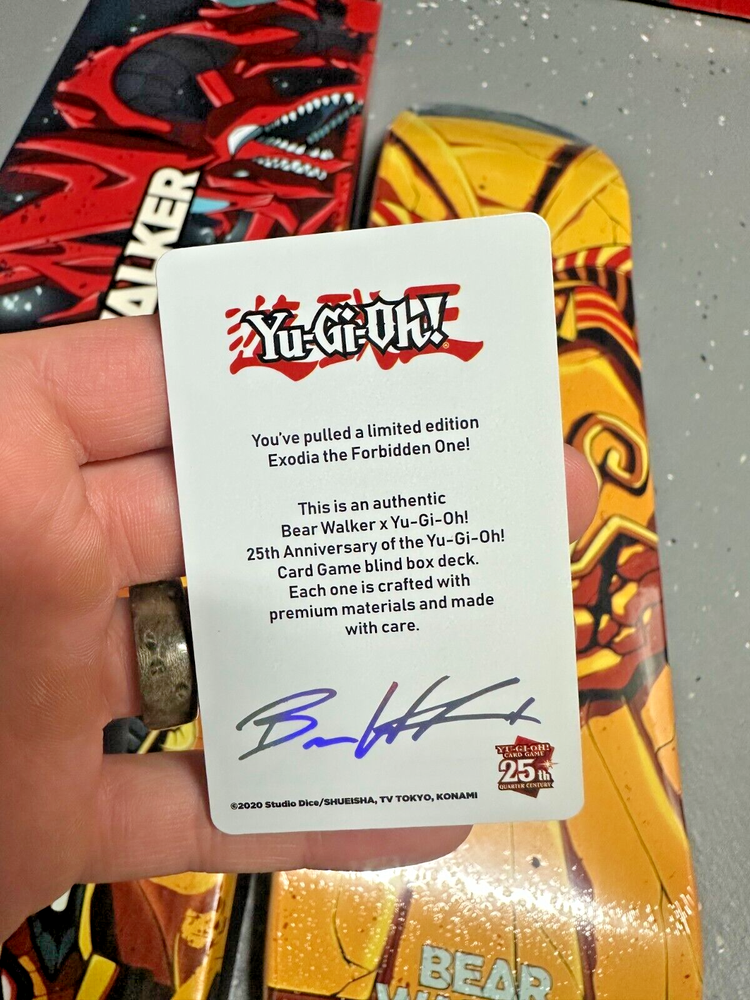 WALKER
遊☆戯☆王
Yu-Gi-Oh!
You've pulled a limited edition
Exodia the Forbidden One!
This is an authentic
Bear Walker x Yu-Gi-Oh!
25th Anniversary of the Yu-Gi-Oh!
Card Game blind box deck.
Each one is crafted with
premium materials and made
with care.
YU-GI-OH!
CARD GAME
25th
QUARTER CENTURY
©2020 Studio Dice/SHUEISHA, TV TOKYO, KONAMI
BEAR